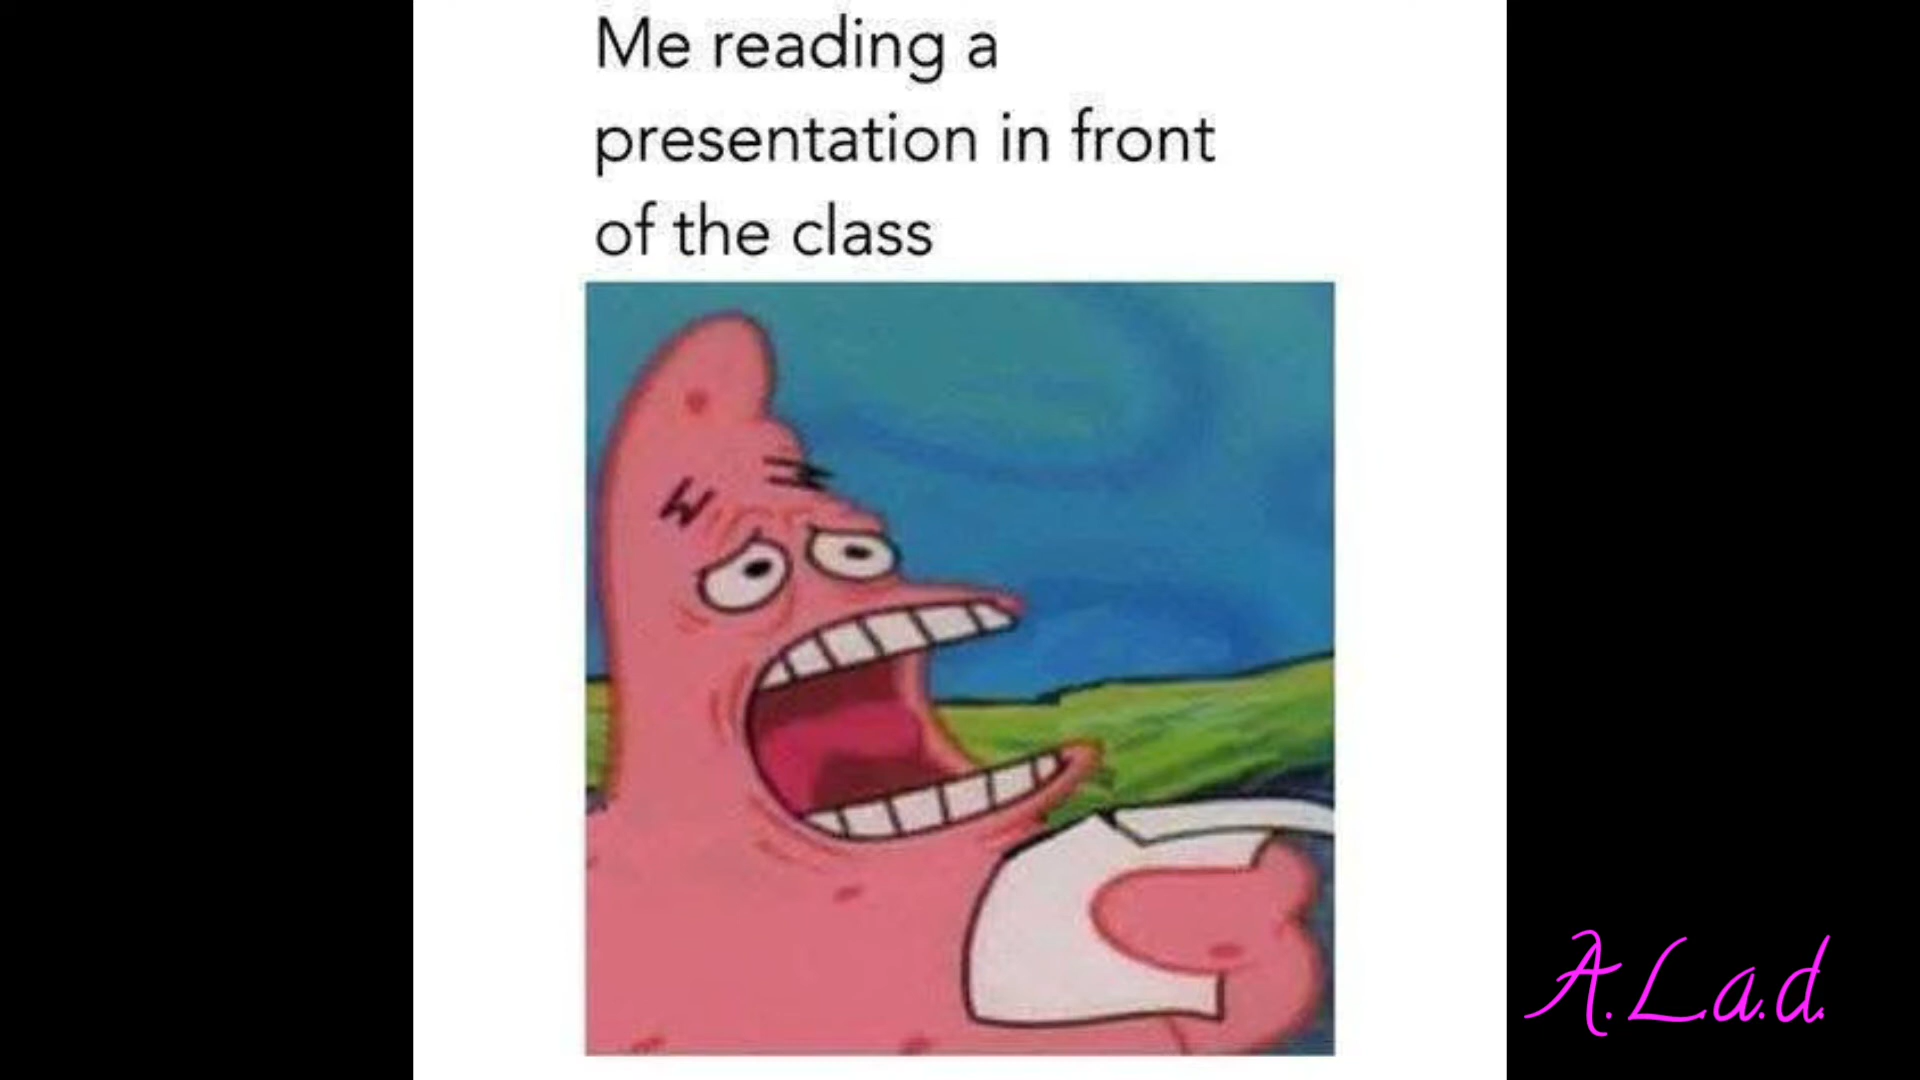 Me reading a
presentation in front
of the class
A.L.a.d.